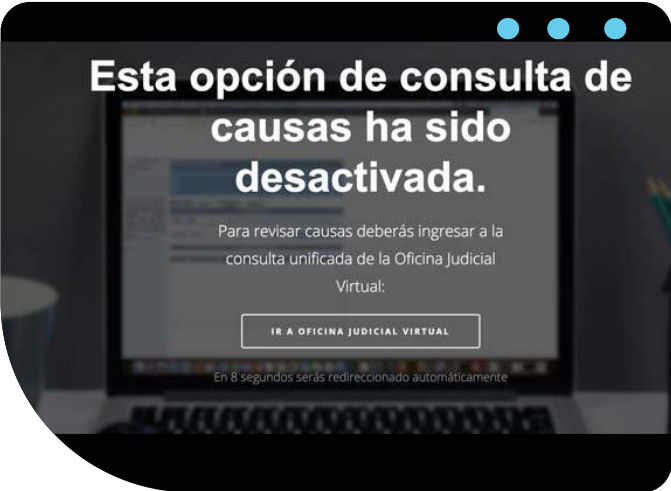 Esta opción de consulta de
causas ha sido
desactivada.
Para revisar causas deberás ingresar a la
consulta unificada de la Oficina Judicial
Virtual:
IR A OFICINA JUDICIAL VIRTUAL
En 8 segundos serás redireccionado automáticamente